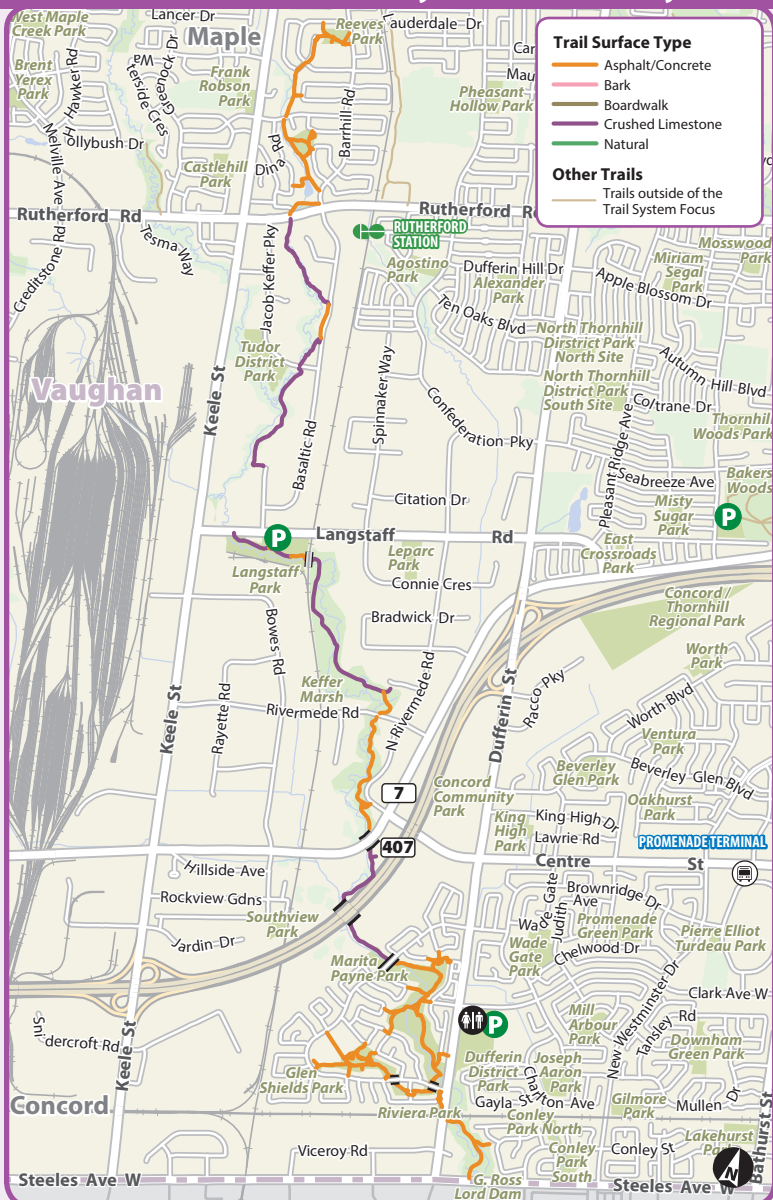 Lancer Dr
West Maple
Creek Park
Maple
Reeves
Park
Lauderdale Dr
Brent
Yerex
Park
H Hawker Rd
Waterside Cres
Greenock Dr
Frank
Robson
Park
Barrhill Rd
Pheasant
Hollow Park
Car
Mau
Trail Surface Type
Asphalt/Concrete
Bark
Boardwalk
Crushed Limestone
Natural
Other Trails
Trails outside of the
Trail System Focus
Hollybush Dr
Melville Ave
Castlehill
Park
Dina Rd
Rutherford Rd
Rutherford Rd
RUTHERFORD
STATION
Creditstone Rd
Tesma Way
Jacob Keffer Pky
Agostino
Park
Dufferin Hill Dr
Alexander
Park
Ten Oaks Blvd
Mosswood
Park
Miriam
Segal
Park
Apple Blossom Dr
Tudor
District
Park
North Thornhill
Dirstrict Park
North Site
North Thornhill
District Park
South Site
Autumn Hill Blvd
Coltrane Dr
Vaughan
Keele St
Spinnaker Way
Confederation Pky
Thornhill
Woods Park
Basaltic Rd
Pleasant Ridge Ave
Seabreeze Ave
Bakers
Woods
Misty
Sugar
Park
P
Citation Dr
P
Langstaff Rd
Langstaff
Park
Leparc
Park
Connie Cres
East
Crossroads
Park
Concord /
Thornhill
Regional Park
Bowes Rd
Bradwick Dr
Worth
Park
Keffer
Marsh
Rivermede Rd
N Rivermede Rd
Rayette Rd
Keele St
Dufferin St
Racco Pky
Worth Blvd
Ventura
Park
Beverley
Glen Park
Beverley Glen Blvd
7
Concord
Community
Park
Oakhurst
Park
King
High
Park
King High Dr
Lawrie Rd
407
PROMENADE TERMINAL
Centre St
Hillside Ave
Rockview Gdns
Southview
Park
Jardin Dr
Brownridge Dr
Wade Gate
Judith Ave
Promenade
Green Park
Wade
Gate
Park
Chelwood Dr
Pierre Elliot
Turdeau Park
Marita
Payne Park
Clark Ave W
P
Snidercroft Rd
Keele St
Mill
Arbour
Park
New Westminster Dr
Tansley Rd
Downham
Green Park
Glen
Shields Park
Dufferin
District
Park
Joseph
Aaron
Park
Charlton Ave
Gayla St
Gilmore
Park
Mullen Dr
Concord
Riviera Park
Conley
Park North
Bathurst St
Viceroy Rd
Conley
Park
South
Conley St
Lakehurst
Park
Steeles Ave W
G. Ross
Lord Dam
Steeles Ave W
N